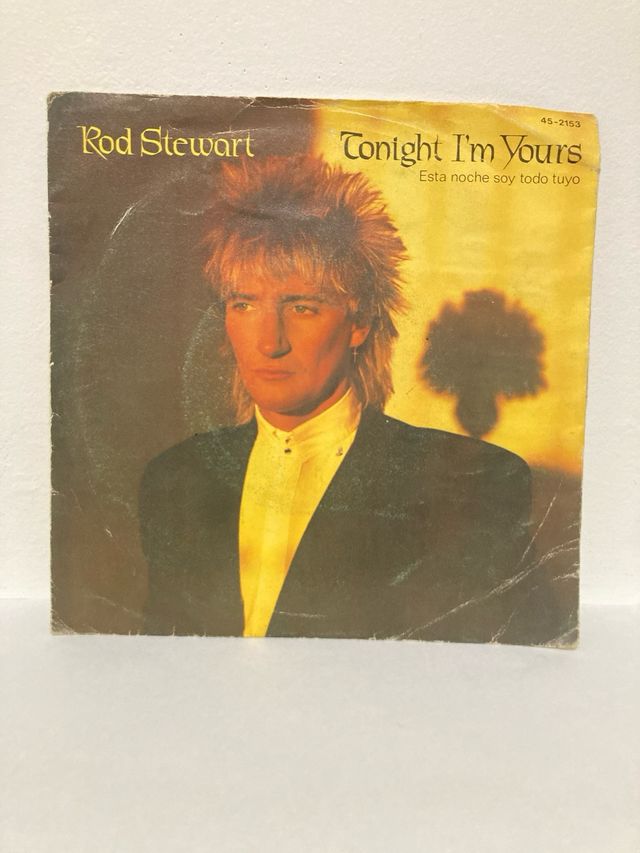 45-2153
Rod Stewart
Tonight I'm Yours
Esta noche soy todo tuyo